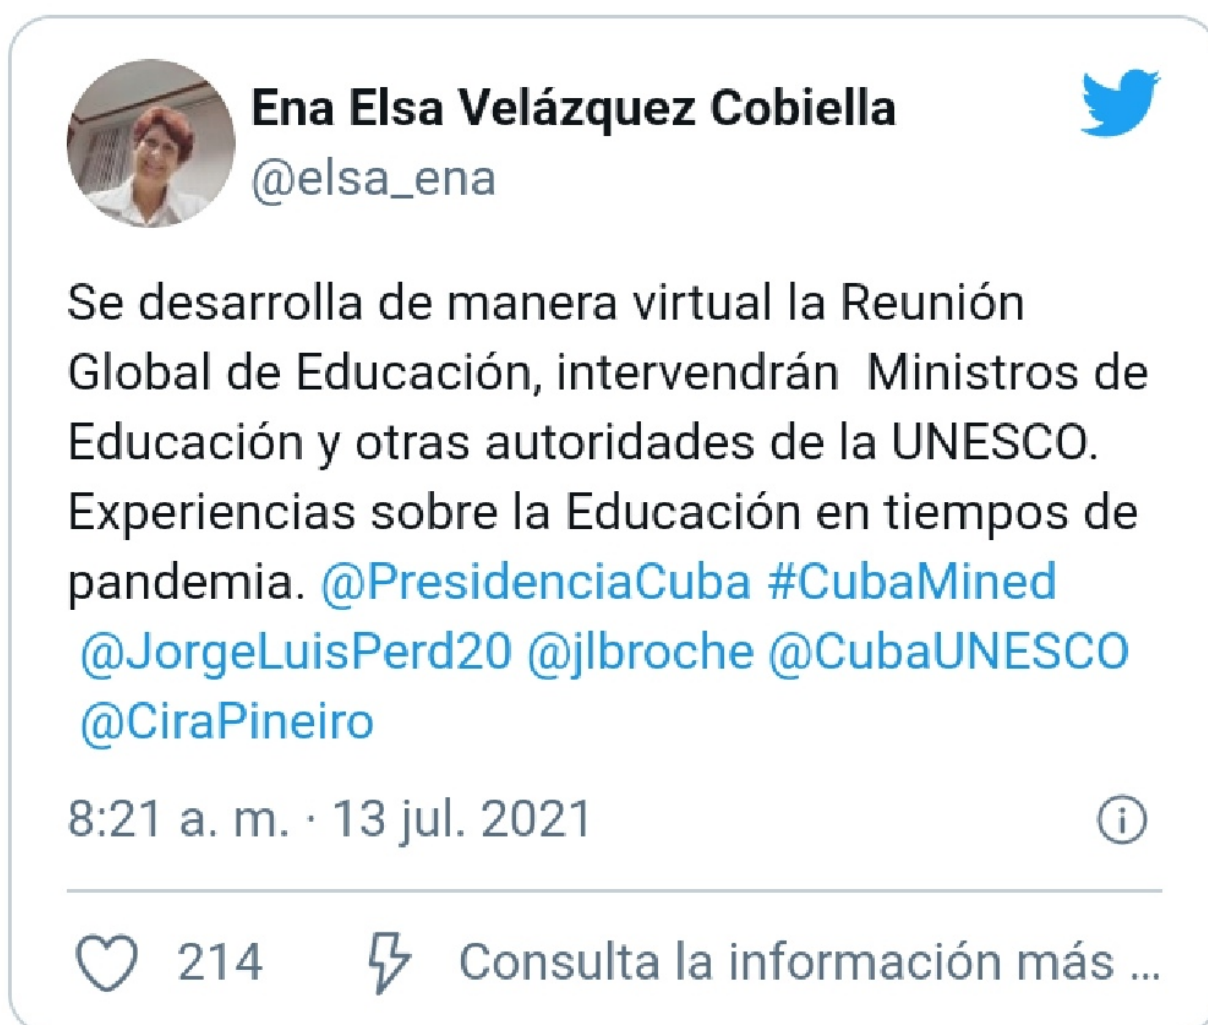 Ena Elsa Velázquez Cobiella
@elsa_ena
Se desarrolla de manera virtual la Reunión
Global de Educación, intervendrán  Ministros de
Educación y otras autoridades de la UNESCO.
Experiencias sobre la Educación en tiempos de
pandemia. @PresidenciaCuba #CubaMined
@JorgeLuisPerd20 @jlbroche @CubaUNESCO
@CiraPineiro
8:21 a. m. · 13 jul. 2021
214 Consulta la información más ...